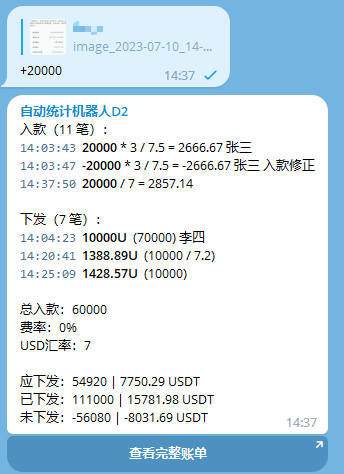 image_2023-07-10_14-...
+20000
14:37
自动统计机器人D2
入款（11 笔）：
14:03:43 20000 * 3 / 7.5 = 2666.67 张三
14:03:47 -20000 * 3 / 7.5 = -2666.67 张三 入款修正
14:37:50 20000 / 7 = 2857.14
下发（7 笔）：
14:04:23 10000U (70000) 李四
14:20:41 1388.89U (10000 / 7.2)
14:25:09 1428.57U (10000)
总入款：60000
费率：0%
USD汇率：7
应下发：54920 | 7750.29 USDT
已下发：111000 | 15781.98 USDT
未下发：-56080 | -8031.69 USDT
14:37
查看完整账单